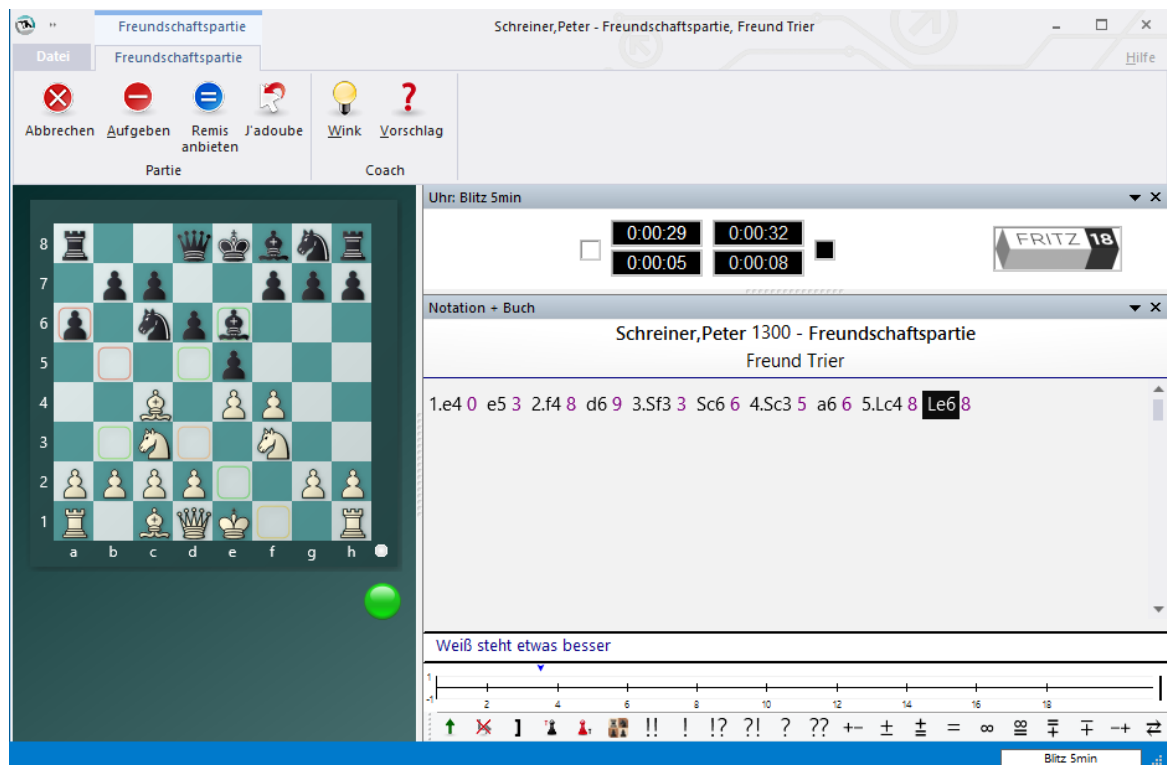 Freundschaftspartie
Schreiner,Peter - Freundschaftspartie, Freund Trier
Datei
Freundschaftspartie
Hilfe
Abbrechen Aufgeben Remis anbieten J'adoube Wink Vorschlag
Partie Coach
Uhr: Blitz 5min
0:00:29 0:00:32
0:00:05 0:00:08
FRITZ 18
Notation + Buch
Schreiner,Peter 1300 - Freundschaftspartie
Freund Trier
1.e4 0 e5 3 2.f4 8 d6 9 3.Sf3 3 Sc6 6 4.Sc3 5 a6 6 5.Lc4 8 Le6 8
8
7
6
5
4
3
2
1
a b c d e f g h
Weiß steht etwas besser
1
-1
2 4 6 8 10 12 14 16 18
] !! ! !? ?! ? ?? +− ± ⩲ = ∞ ⯹ ⩱ ∓ −+ ⇄
Blitz 5min